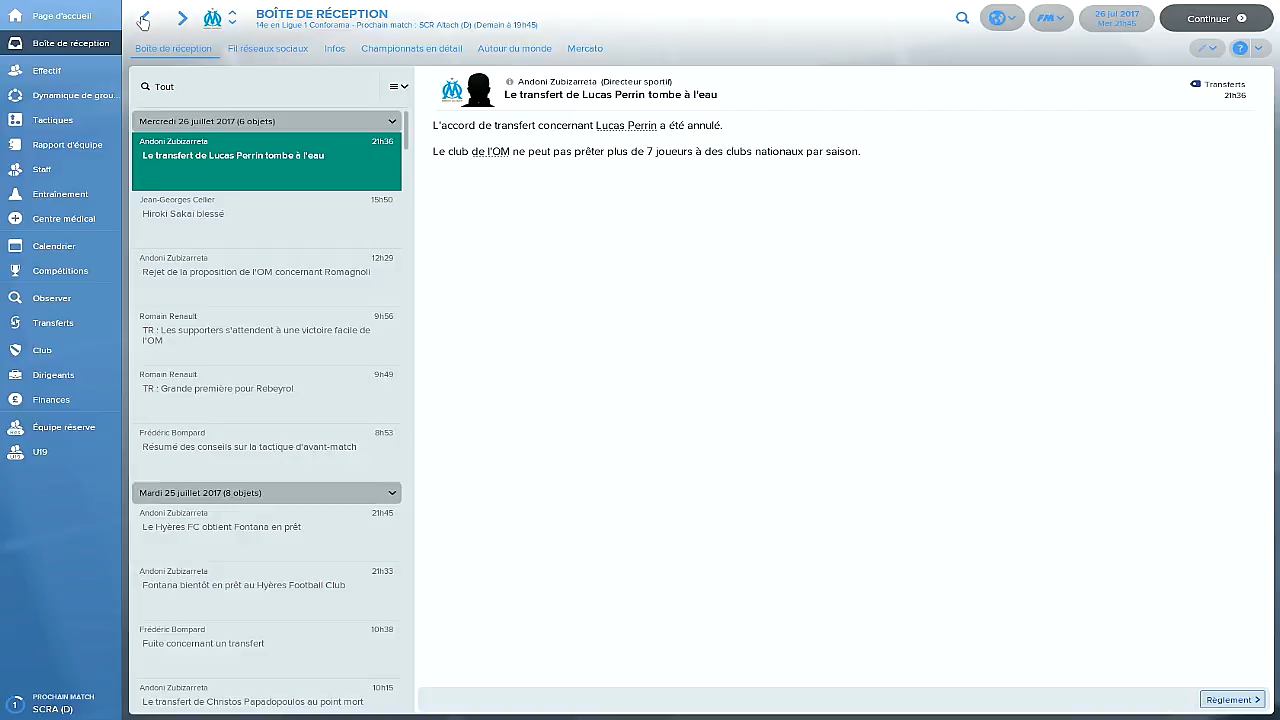 Page d'accueil
Boîte de réception
Effectif
Dynamique de grou...
Tactiques
Rapport d'équipe
Staff
Entraînement
Centre médical
Calendrier
Compétitions
Observer
Transferts
Club
Dirigeants
Finances
Équipe réserve
U19
PROCHAIN MATCH
SCRA (D)
BOÎTE DE RÉCEPTION
14e en Ligue 1 Conforama - Prochain match : SCR Altach (D) (Demain à 19h45)
FM
26 jul 2017
Mer 21h45
Continuer
Boîte de réception Fil réseaux sociaux Infos Championnats en détail Autour du monde Mercato
Tout
Mercredi 26 juillet 2017 (6 objets)
Andoni Zubizarreta 21h36
Le transfert de Lucas Perrin tombe à l'eau
Jean-Georges Cellier 15h50
Hiroki Sakai blessé
Andoni Zubizarreta 12h29
Rejet de la proposition de l'OM concernant Romagnoli
Romain Renault 9h56
TR : Les supporters s'attendent à une victoire facile de
l'OM
Romain Renault 9h49
TR : Grande première pour Rebeyrol
Frédéric Bompard 8h53
Résumé des conseils sur la tactique d'avant-match
Mardi 25 juillet 2017 (8 objets)
Andoni Zubizarreta 21h45
Le Hyères FC obtient Fontana en prêt
Andoni Zubizarreta 21h33
Fontana bientôt en prêt au Hyères Football Club
Frédéric Bompard 10h38
Fuite concernant un transfert
Andoni Zubizarreta 10h15
Le transfert de Christos Papadopoulos au point mort
Andoni Zubizarreta (Directeur sportif)
Le transfert de Lucas Perrin tombe à l'eau
Transferts
21h36
L'accord de transfert concernant Lucas Perrin a été annulé.
Le club de l'OM ne peut pas prêter plus de 7 joueurs à des clubs nationaux par saison.
Règlement